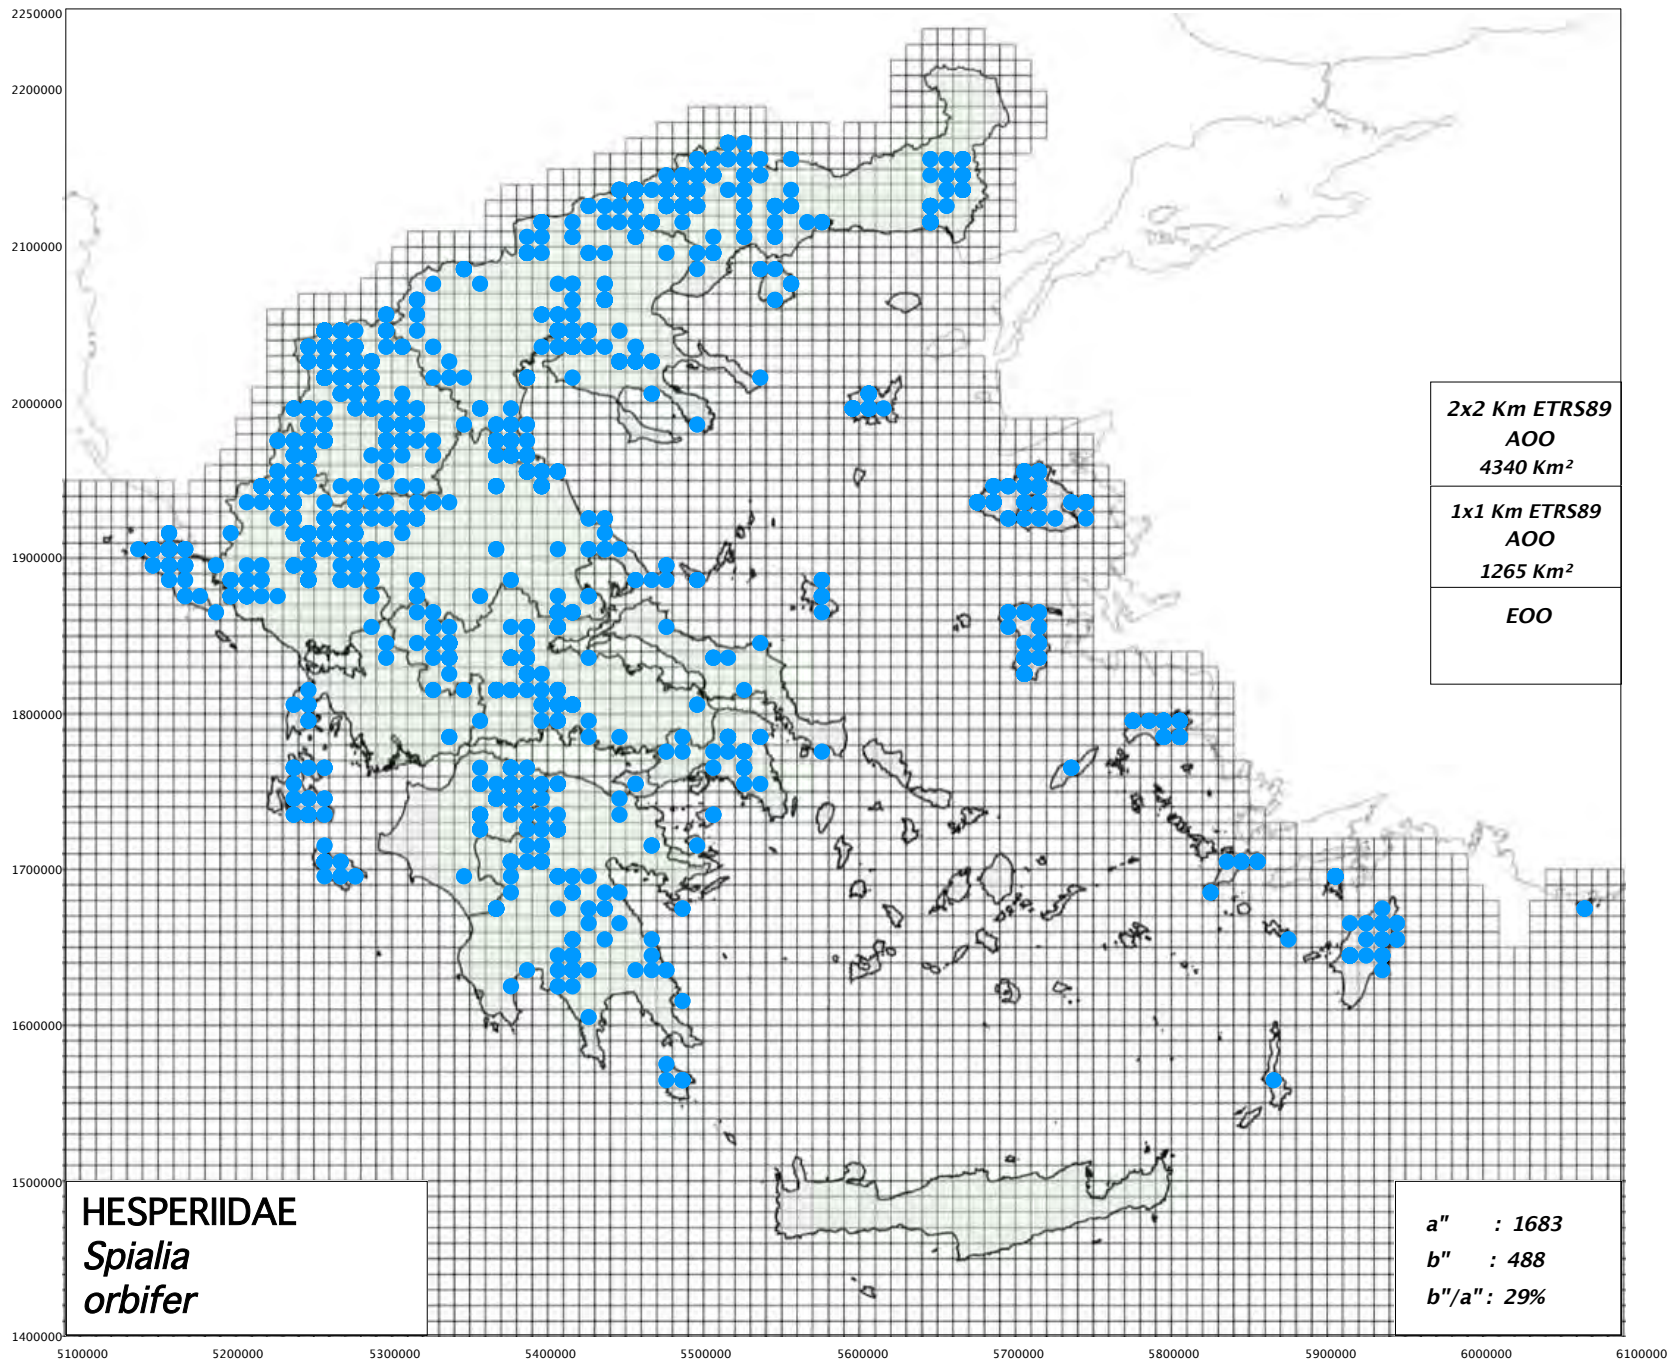 2250000
2200000
2100000
2000000
1900000
1800000
1700000
1600000
1500000
1400000
2x2 Km ETRS89
AOO
4340 Km²
1x1 Km ETRS89
AOO
1265 Km²
EOO
HESPERIIDAE
Spialia
orbifer
a" : 1683
b" : 488
b"/a" : 29%
5100000 5200000 5300000 5400000 5500000 5600000 5700000 5800000 5900000 6000000 6100000